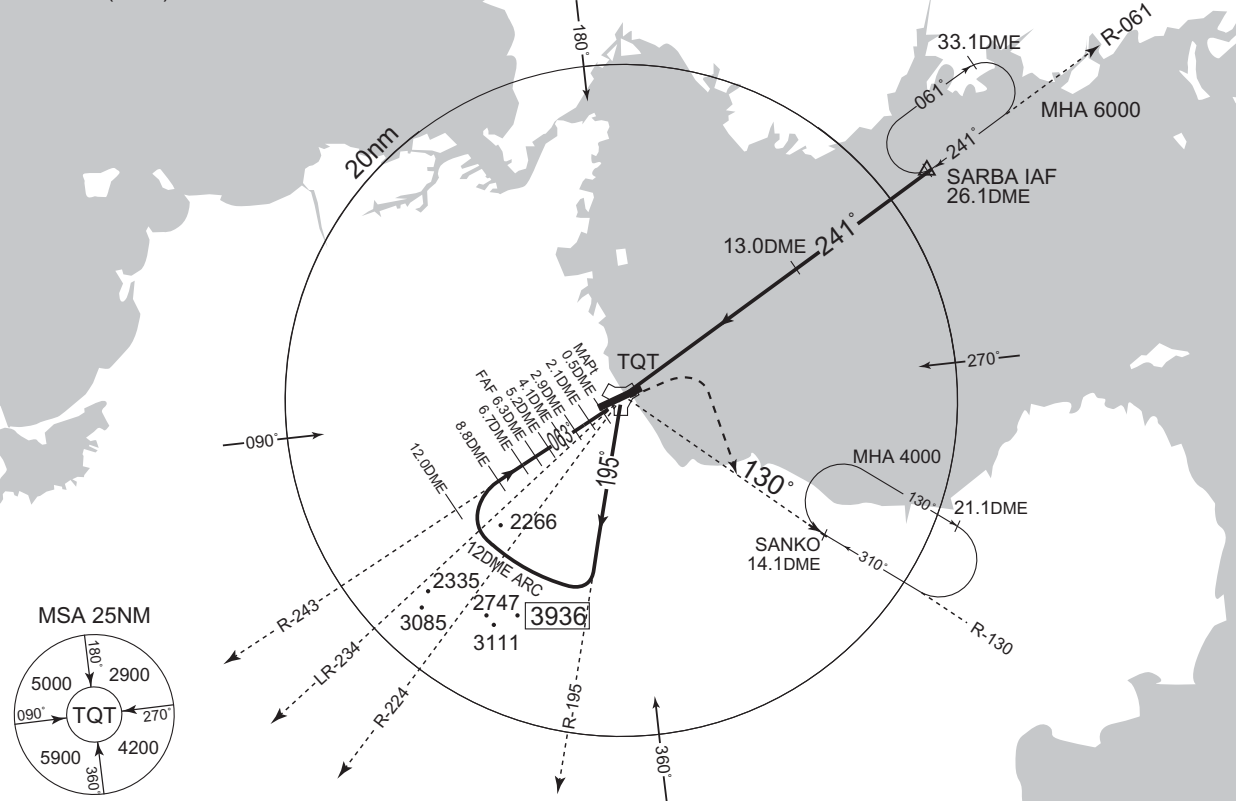 180°
33.1DME
R-061
061°
MHA 6000
20nm
241°
SARBA IAF
26.1DME
241°
13.0DME
TQT
MAPt
0.5DME
2.1DME
2.9DME
4.1DME
5.2DME
FAF 6.3DME
6.7DME
8.8DME
12.0DME
270°
090°
063°
195°
130°
MHA 4000
130°
21.1DME
SANKO
14.1DME
310°
2266
12DME ARC
2335
3085
2747
3936
3111
R-243
LR-234
R-224
R-195
R-130
360°
MSA 25NM
180°
5000
2900
090°
TQT
270°
5900
4200
360°